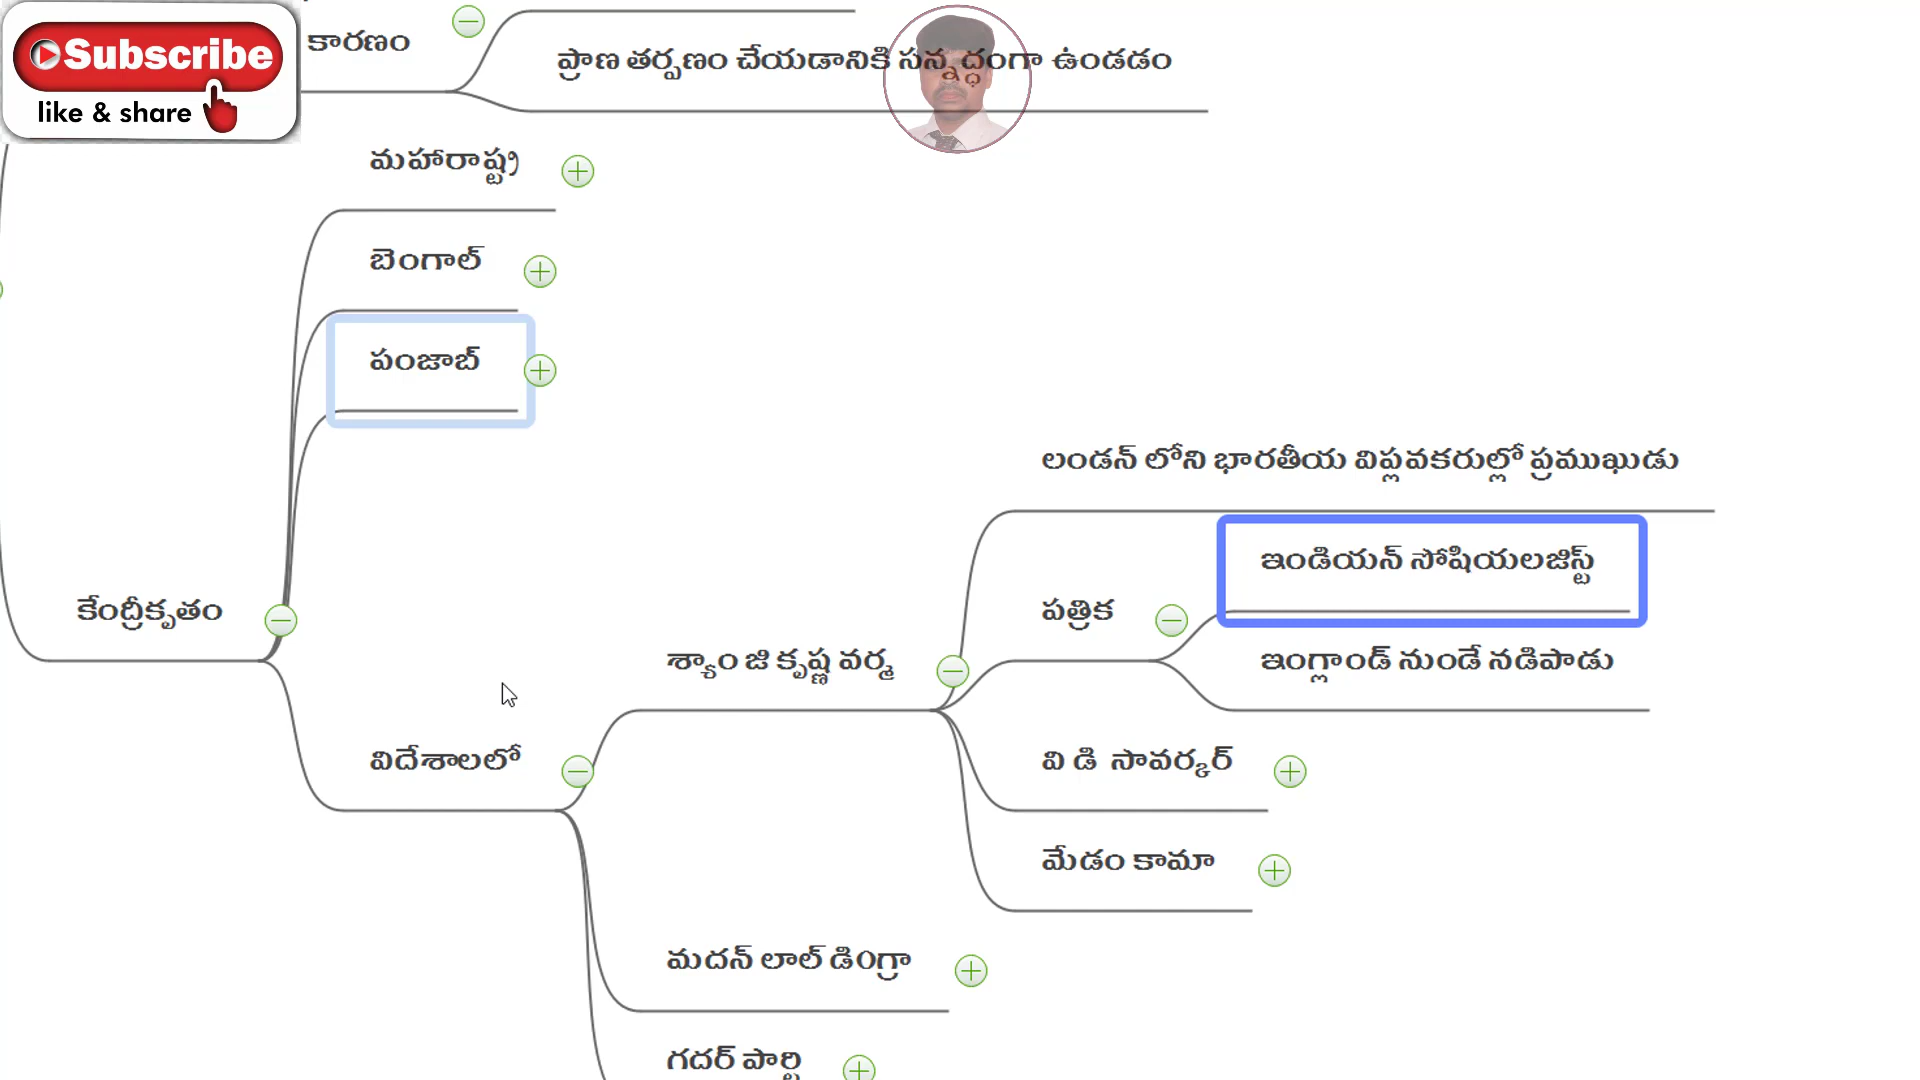 Subscribe
like & share
కారణం
ప్రాణ తర్పణం చేయడానికి సన్నద్ధంగా ఉండడం
మహారాష్ట్ర
బెంగాల్
పంజాబ్
లండన్ లోని భారతీయ విప్లవకరుల్లో ప్రముఖుడు
ఇండియన్ సోషియలజిస్ట్
కేంద్రీకృతం
పత్రిక
శ్యాం జి కృష్ణ వర్మ
ఇంగ్లాండ్ నుండే నడిపాడు
విదేశాలలో
వి డి సావర్కర్
మేడం కామా
మదన్ లాల్ డింగ్రా
గదర్ పార్టి